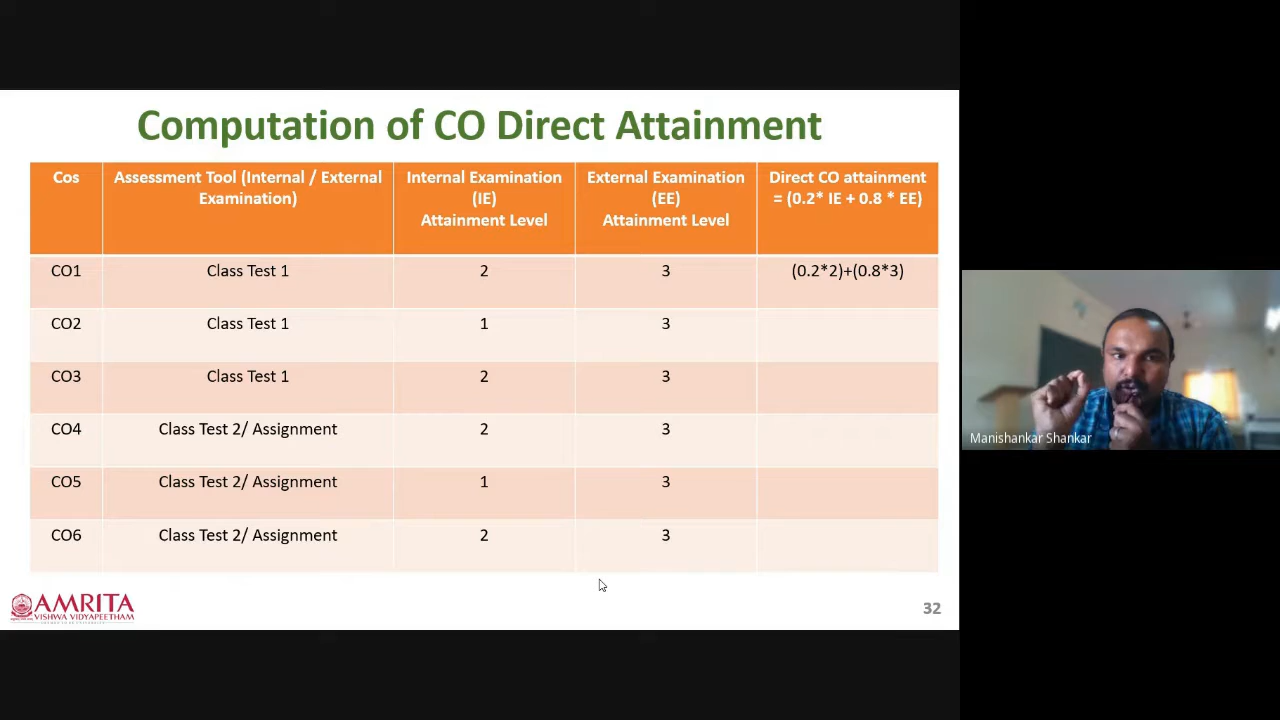 Computation of CO Direct Attainment
Cos
Assessment Tool (Internal / External
Examination)
Internal Examination
(IE)
Attainment Level
External Examination
(EE)
Attainment Level
Direct CO attainment
= (0.2* IE + 0.8 * EE)
CO1 Class Test 1 2 3 (0.2*2)+(0.8*3)
CO2 Class Test 1 1 3
CO3 Class Test 1 2 3
CO4 Class Test 2/ Assignment 2 3
CO5 Class Test 2/ Assignment 1 3
CO6 Class Test 2/ Assignment 2 3
AMRITA
VISHWA VIDYAPEETHAM
32
Manishankar Shankar